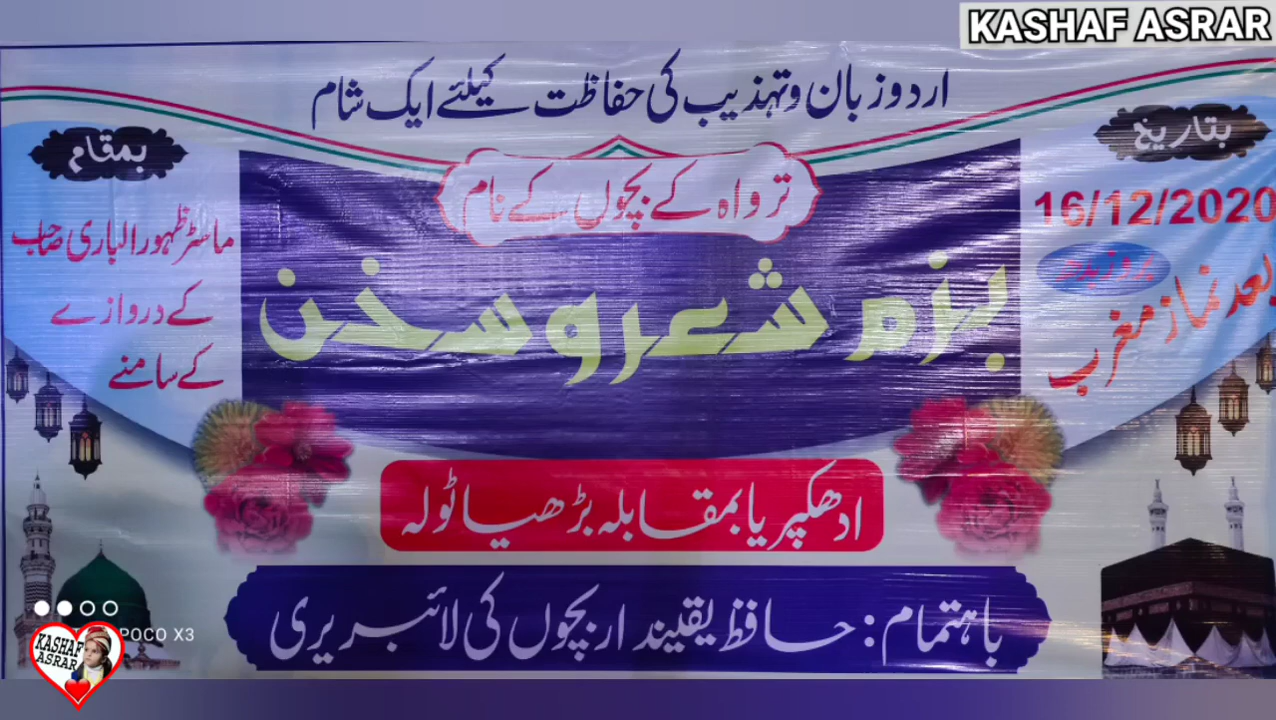 KASHAF ASRAR
اردو زبان و تہذیب کی حفاظت کیلئے ایک شام
بتاریخ
16/12/2020
بروز بدھ
بعد نماز مغرب
ترواہ کے بچوں کے نام
بزم شعر و سخن
بمقام
ماسٹر ظہور الباری صاحب
کے دروازے
کے سامنے
ادھکپریا بمقابلہ بڑھیا ٹولہ
باہتمام: حافظ یقیندار بچوں کی لائبریری
POCO X3
KASHAF
ASRAR